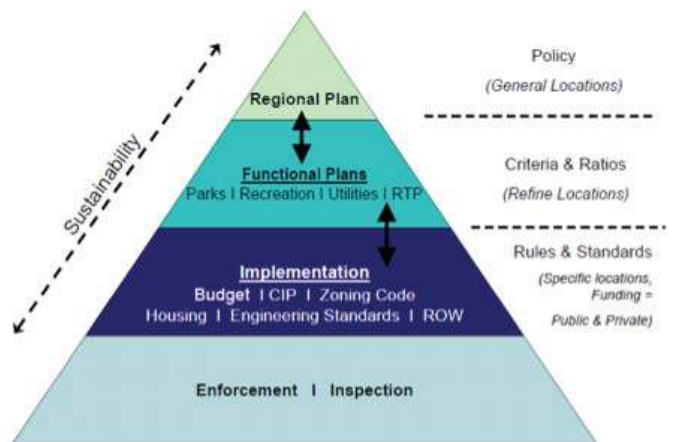 Sustainability
Regional Plan
Functional Plans
Parks I Recreation I Utilities I RTP
Implementation
Budget I CIP I Zoning Code
Housing I Engineering Standards I ROW
Enforcement I Inspection
Policy
(General Locations)
Criteria & Ratios
(Refine Locations)
Rules & Standards
(Specific locations,
Funding =
Public & Private)